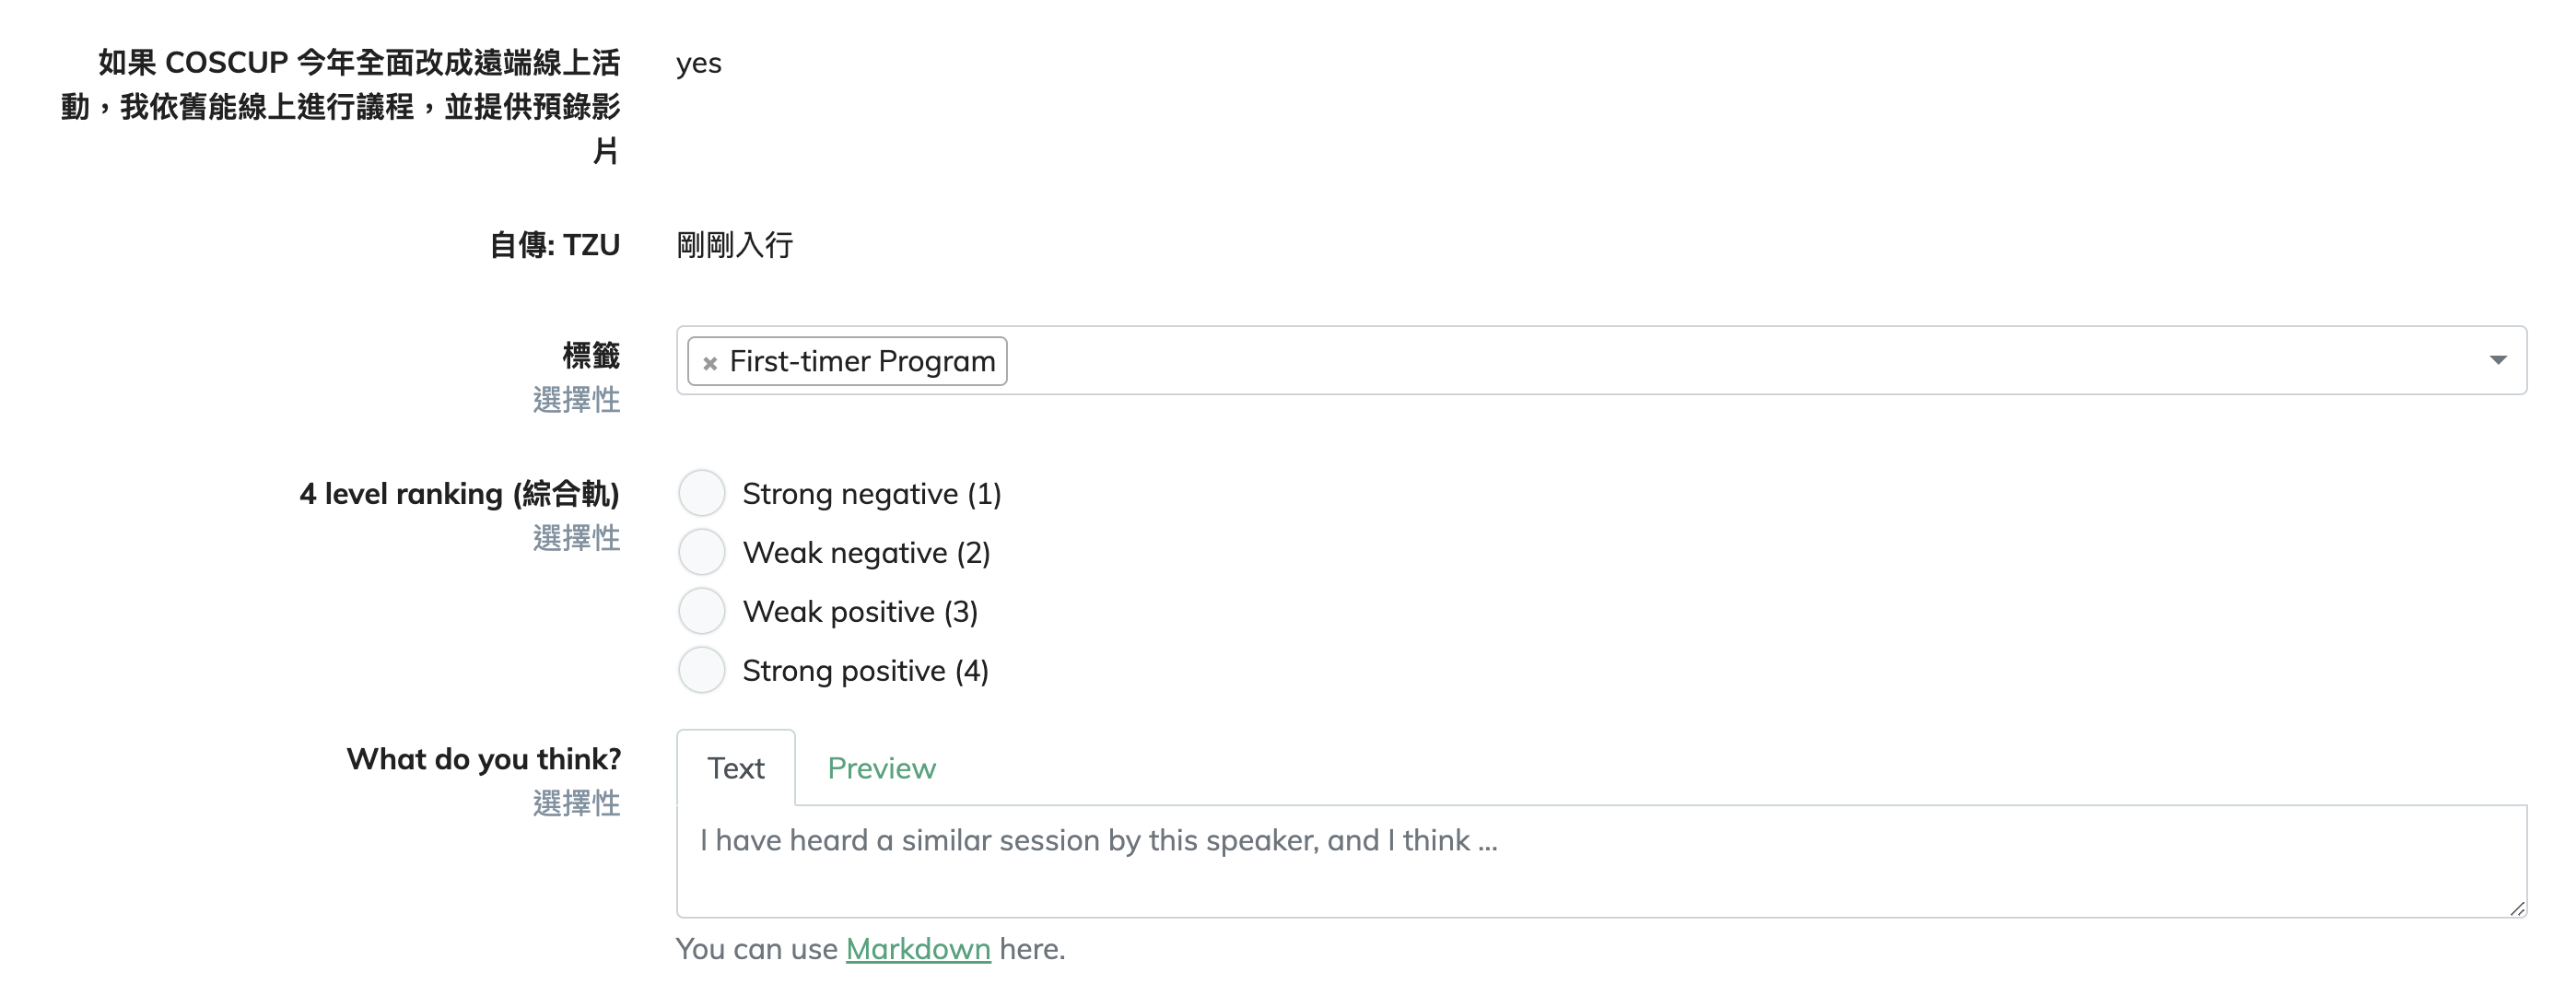 如果 COSCUP 今年全面改成遠端線上活
動，我依舊能線上進行議程，並提供預錄影
片
yes
自傳: TZU
剛剛入行
標籤
選擇性
× First-timer Program
4 level ranking (綜合軌)
選擇性
Strong negative (1)
Weak negative (2)
Weak positive (3)
Strong positive (4)
What do you think?
選擇性
Text
Preview
I have heard a similar session by this speaker, and I think ...
You can use Markdown here.